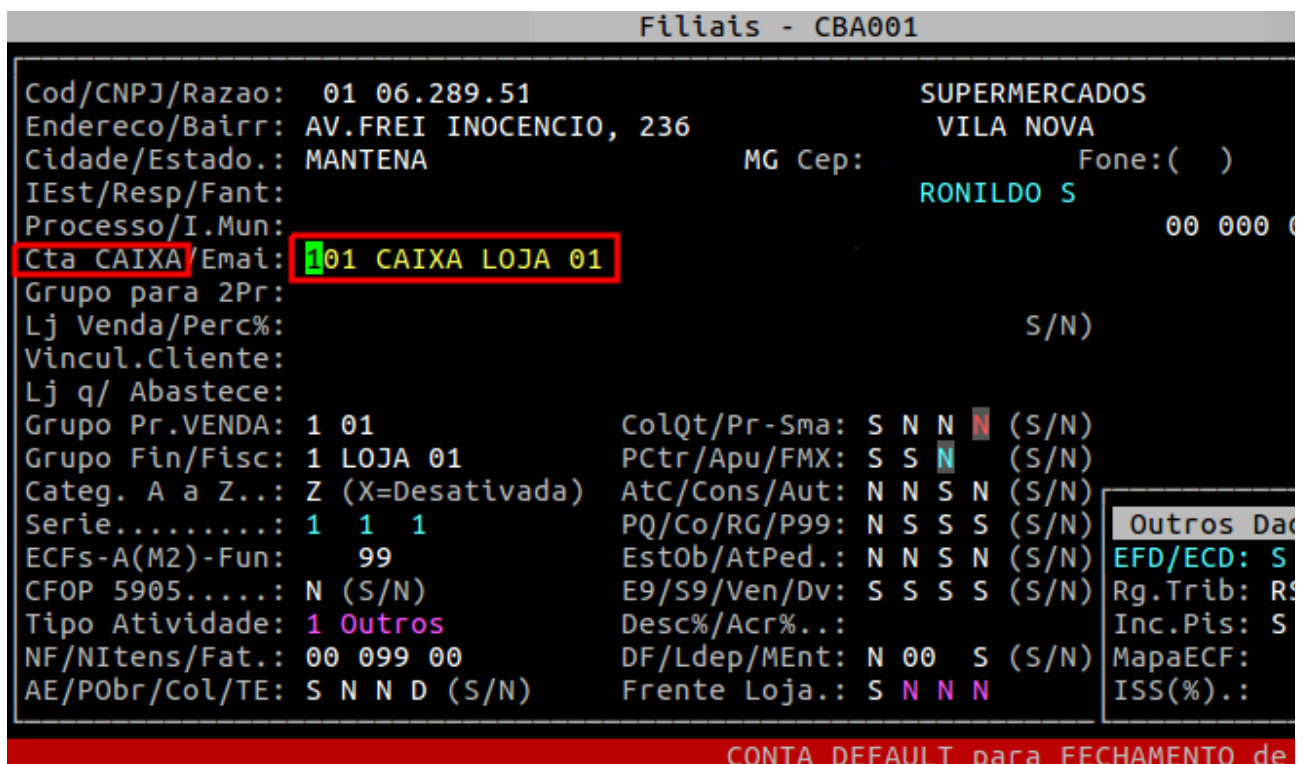 Filiais - CBA001
Cod/CNPJ/Razao: 01 06.289.51 SUPERMERCADOS
Endereco/Bairr: AV.FREI INOCENCIO, 236 VILA NOVA
Cidade/Estado.: MANTENA MG Cep: Fone:( )
IEst/Resp/Fant: RONILDO S
Processo/I.Mun: 00 000 0
Cta CAIXA/Emai: 101 CAIXA LOJA 01
Grupo para 2Pr:
Lj Venda/Perc%: S/N)
Vincul.Cliente:
Lj q/ Abastece:
Grupo Pr.VENDA: 1 01 ColQt/Pr-Sma: S N N N (S/N)
Grupo Fin/Fisc: 1 LOJA 01 PCtr/Apu/FMX: S S N (S/N)
Categ. A a Z..: Z (X=Desativada) AtC/Cons/Aut: N N S N (S/N)
Serie.........: 1 1 1 PQ/Co/RG/P99: N S S S (S/N) Outros Dad
ECFs-A(M2)-Fun: 99 EstOb/AtPed.: N N S N (S/N) EFD/ECD: S
CFOP 5905.....: N (S/N) E9/S9/Ven/Dv: S S S S (S/N) Rg.Trib: RS
Tipo Atividade: 1 Outros Desc%/Acr%..: Inc.Pis: S
NF/NItens/Fat.: 00 099 00 DF/Ldep/MEnt: N 00 S (S/N) MapaECF:
AE/PObr/Col/TE: S N N D (S/N) Frente Loja.: S N N N ISS(%).:
CONTA DEFAULT para FECHAMENTO de